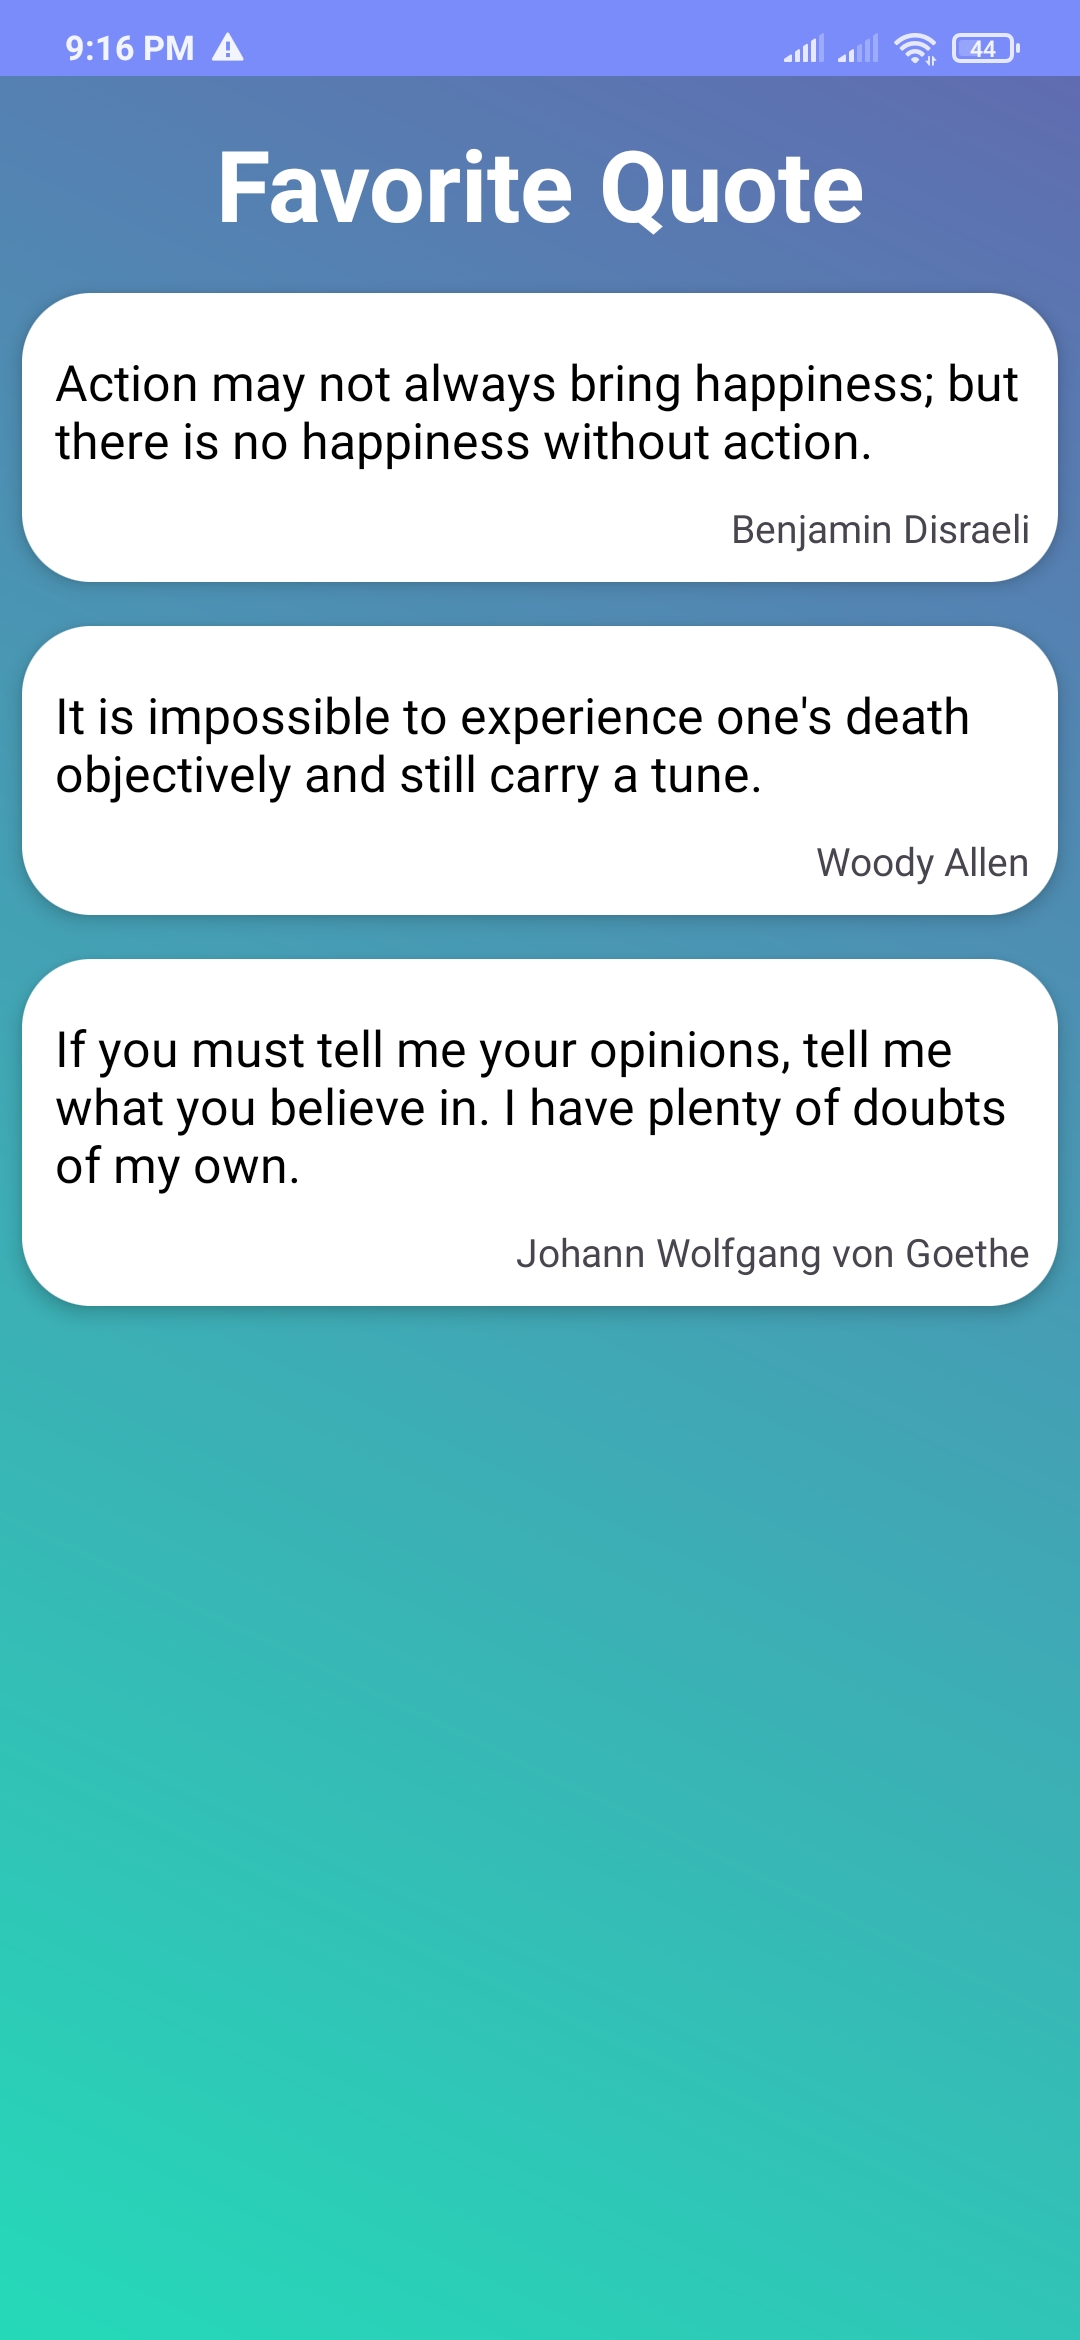 9:16 PM 44
Favorite Quote
Action may not always bring happiness; but
there is no happiness without action.
Benjamin Disraeli
It is impossible to experience one's death
objectively and still carry a tune.
Woody Allen
If you must tell me your opinions, tell me
what you believe in. I have plenty of doubts
of my own.
Johann Wolfgang von Goethe